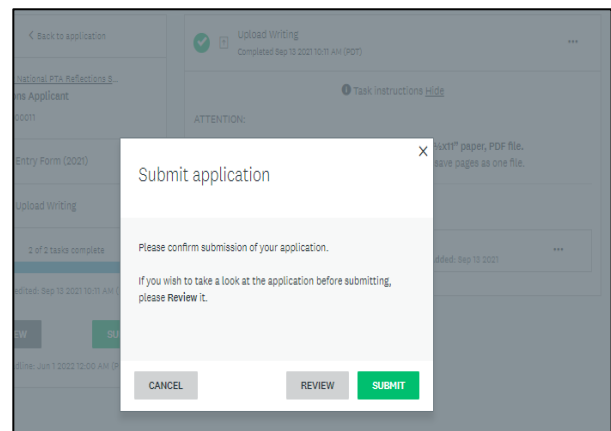 Back to application
National PTA Reflections S...
ns Applicant
00011
Entry Form (2021)
Upload Writing
2 of 2 tasks complete
edited: Sep 13 2021 10:11 AM (
EW
SU
dline: Jun 1 2022 10:00 AM (P
Upload Writing
Completed Sep 13 2021 10:11 AM (PDT)
Task instructions Hide
ATTENTION:
½x11" paper, PDF file.
save pages as one file.
dded: Sep 13 2021
X
Submit application
Please confirm submission of your application.
If you wish to take a look at the application before submitting,
please Review it.
CANCEL
REVIEW
SUBMIT